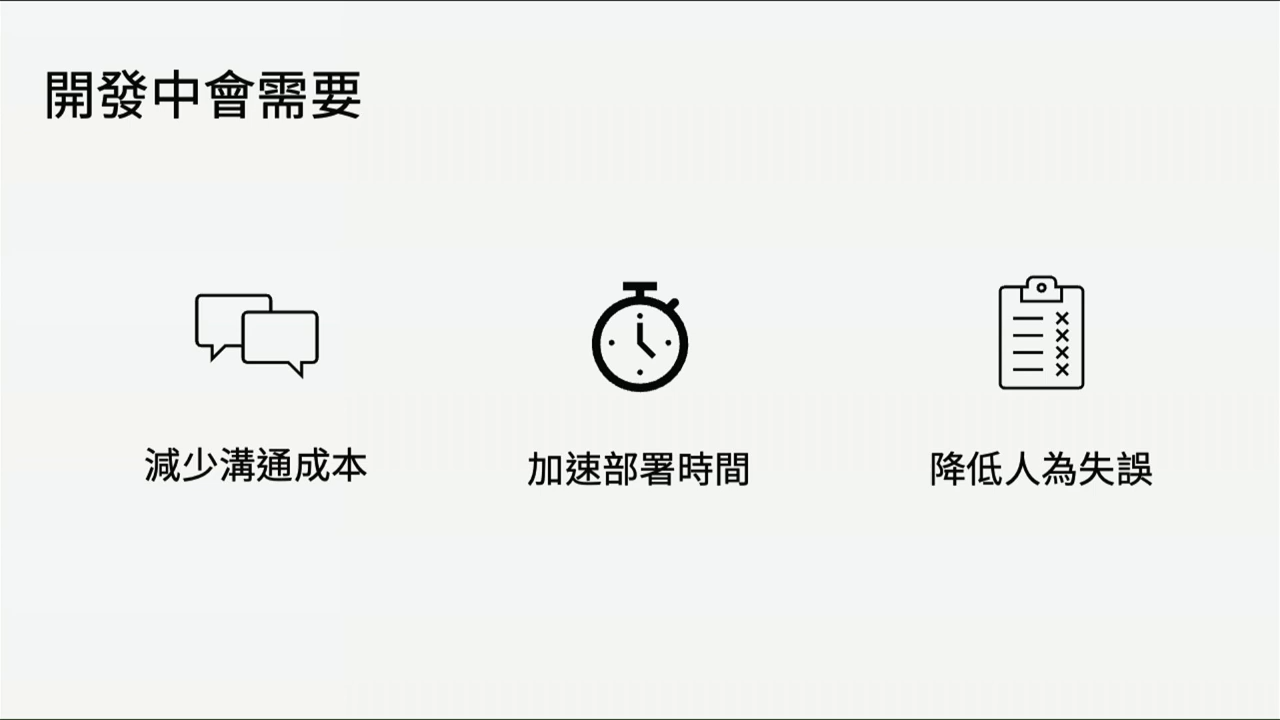 開發中會需要
減少溝通成本
加速部署時間
降低人為失誤